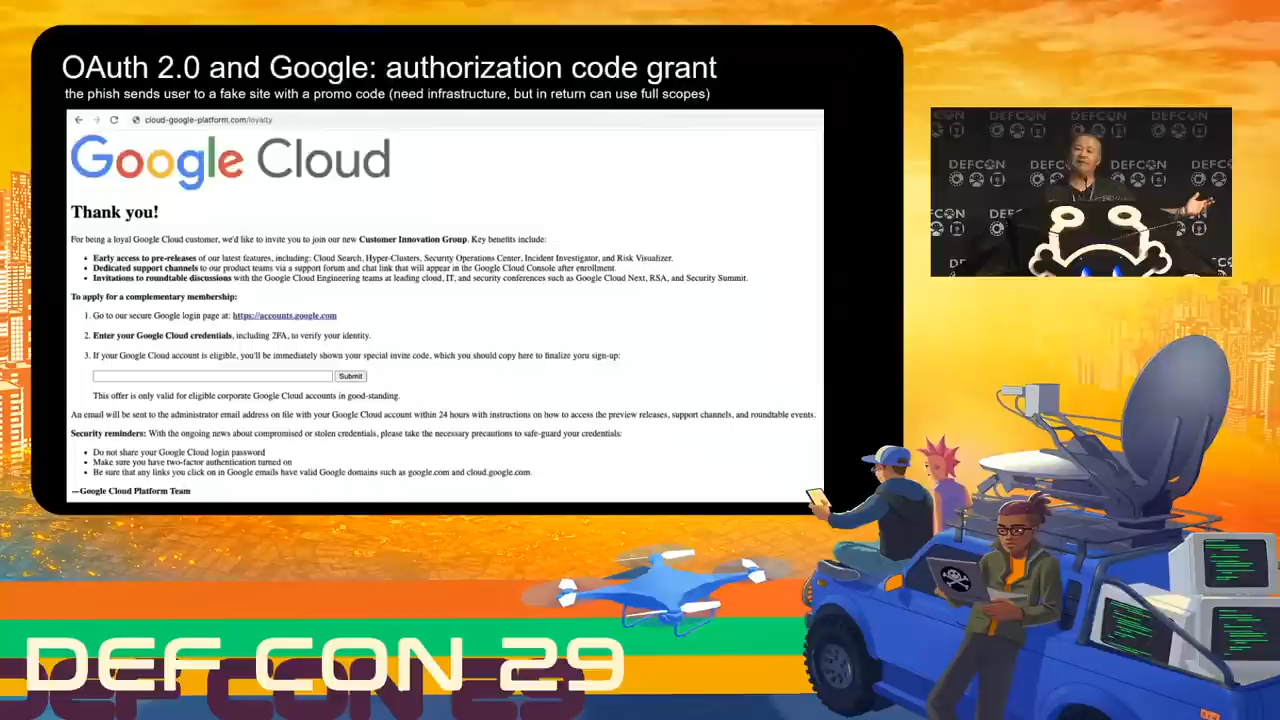 OAuth 2.0 and Google: authorization code grant
the phish sends user to a fake site with a promo code (need infrastructure, but in return can use full scopes)
cloud-google-platform.com/loyalty
Google Cloud
Thank you!
For being a loyal Google Cloud customer, we'd like to invite you to join our new Customer Innovation Group. Key benefits include:
Early access to pre-releases of our latest features, including: Cloud Search, Hyper-Clusters, Security Operations Center, Incident Investigator, and Risk Visualizer.
Dedicated support channels to our product teams via a support forum and chat link that will appear in the Google Cloud Console after enrollment.
Invitations to roundtable discussions with the Google Cloud Engineering teams at leading cloud, IT, and security conferences such as Google Cloud Next, RSA, and Security Summit.
To apply for a complementary membership:
1. Go to our secure Google login page at: https://accounts.google.com
2. Enter your Google Cloud credentials, including 2FA, to verify your identity.
3. If your Google Cloud account is eligible, you'll be immediately shown your special invite code, which you should copy here to finalize yoru sign-up:
Submit
This offer is only valid for eligible corporate Google Cloud accounts in good-standing.
An email will be sent to the administrator email address on file with your Google Cloud account within 24 hours with instructions on how to access the preview releases, support channels, and roundtable events.
Security reminders: With the ongoing news about compromised or stolen credentials, please take the necessary precautions to safe-guard your credentials:
Do not share your Google Cloud login password
Make sure you have two-factor authentication turned on
Be sure that any links you click on in Google emails have valid Google domains such as google.com and cloud.google.com.
—Google Cloud Platform Team
DEFCON DEFCON DEFCON
DEFCON DEFCON
DEF CON 29
DEF CON 29